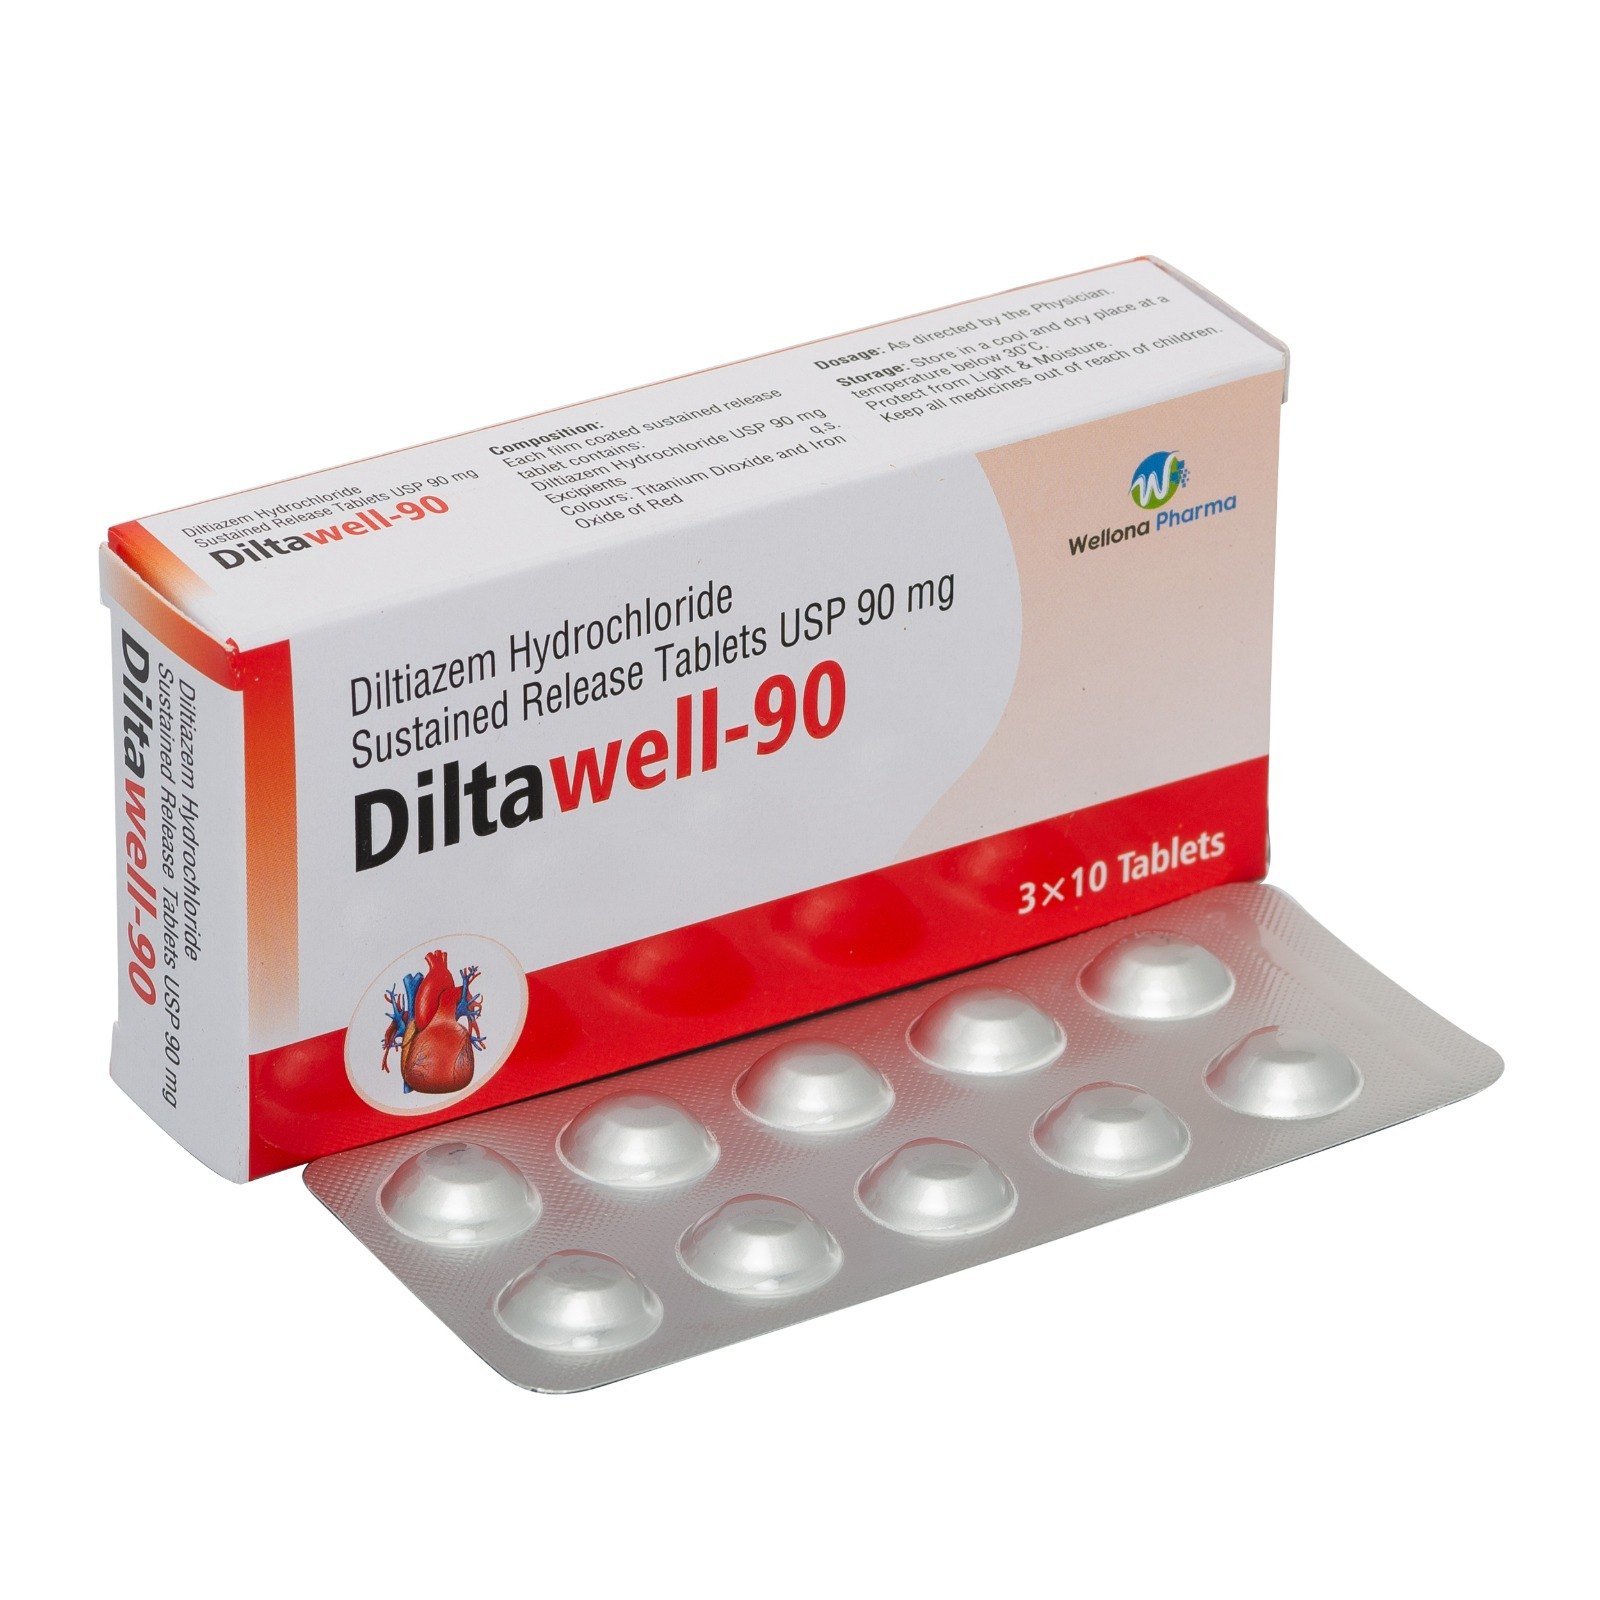 Diltiazem Hydrochloride
Sustained Release Tablets USP 90 mg
Diltawell-90
Composition:
Each film coated sustained release
tablet contains:
Diltiazem Hydrochloride USP 90 mg
Excipients q.s.
Colours: Titanium Dioxide and Iron
Oxide of Red
Dosage: As directed by the Physician.
Storage: Store in a cool and dry place at a
temperature below 30°C.
Protect from Light & Moisture.
Keep all medicines out of reach of children.
W
Wellona Pharma
Diltiazem Hydrochloride
Sustained Release Tablets USP 90 mg
Diltawell-90
3×10 Tablets
Diltiazem Hydrochloride
Sustained Release Tablets USP 90 mg
Diltawell-90